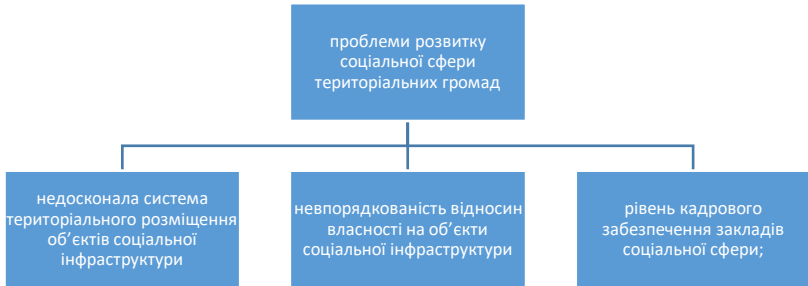 проблеми розвитку
соціальної сфери
територіальних громад
недосконала система
територіального розміщення
об’єктів соціальної
інфраструктури
невпорядкованість відносин
власності на об’єкти
соціальної інфраструктури
рівень кадрового
забезпечення закладів
соціальної сфери;